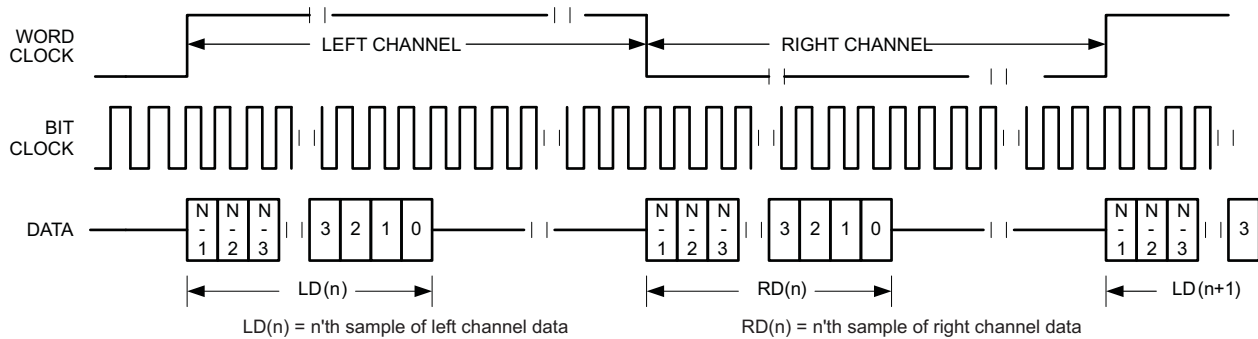 WORD
CLOCK
LEFT CHANNEL
RIGHT CHANNEL
BIT
CLOCK
DATA
N-1 N-2 N-3 3 2 1 0 N-1 N-2 N-3 3 2 1 0 N-1 N-2 N-3 3
LD(n) RD(n) LD(n+1)
LD(n) = n'th sample of left channel data
RD(n) = n'th sample of right channel data